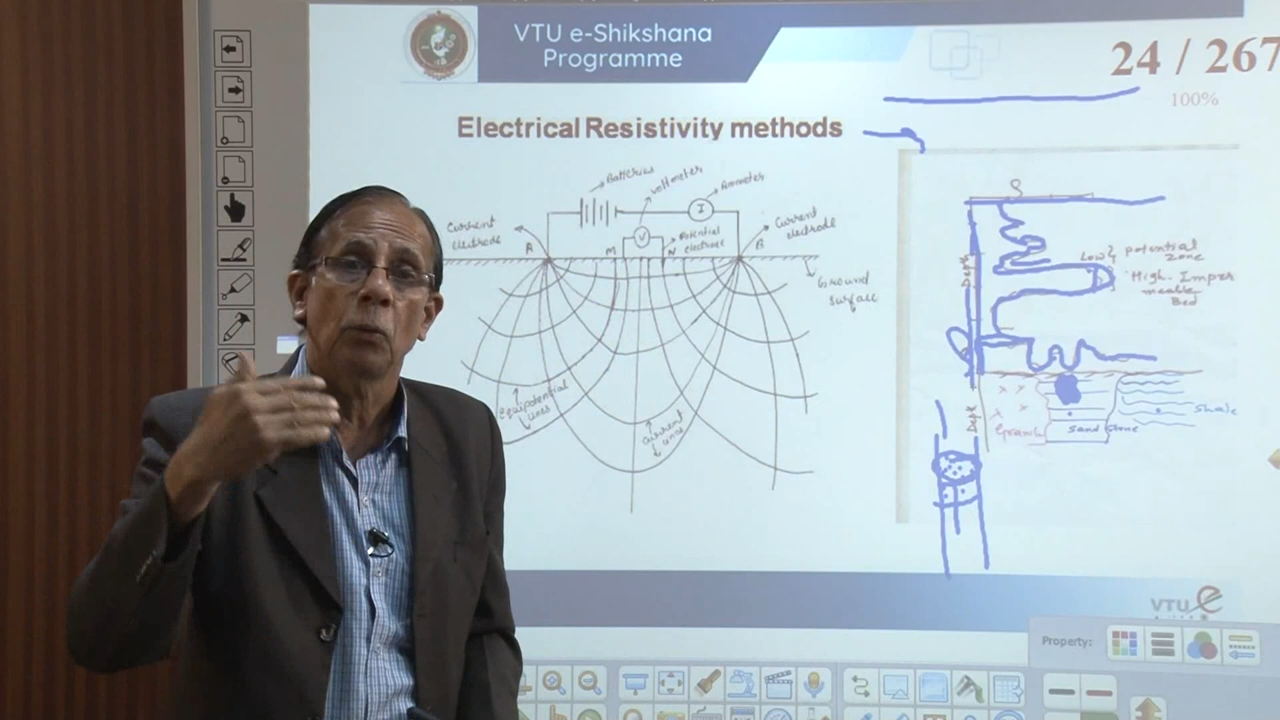 VTU e-Shikshana
Programme
24 / 267
100%
Electrical Resistivity methods
Batteries
voltmeter
Ammeter
I
Current
electrode
A
M
V
N
Potential
electrode
B
Current
electrode
Ground
surface
Equipotential
lines
Current
lines
S
Depth
Low potential
zone
High-Imper
meable
Bed
Granite
Sand stone
Shale
VTU e
Property: